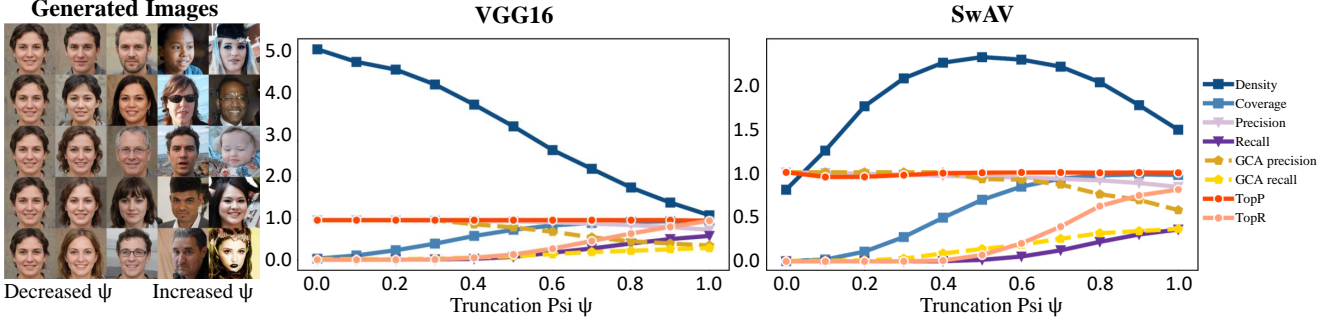 Generated Images
Decreased ψ Increased ψ
VGG16
5.0
4.0
3.0
2.0
1.0
0.0
0.0 0.2 0.4 0.6 0.8 1.0
Truncation Psi ψ
SwAV
2.0
1.5
1.0
0.5
0.0
0.0 0.2 0.4 0.6 0.8 1.0
Truncation Psi ψ
Density
Coverage
Precision
Recall
GCA precision
GCA recall
TopP
TopR